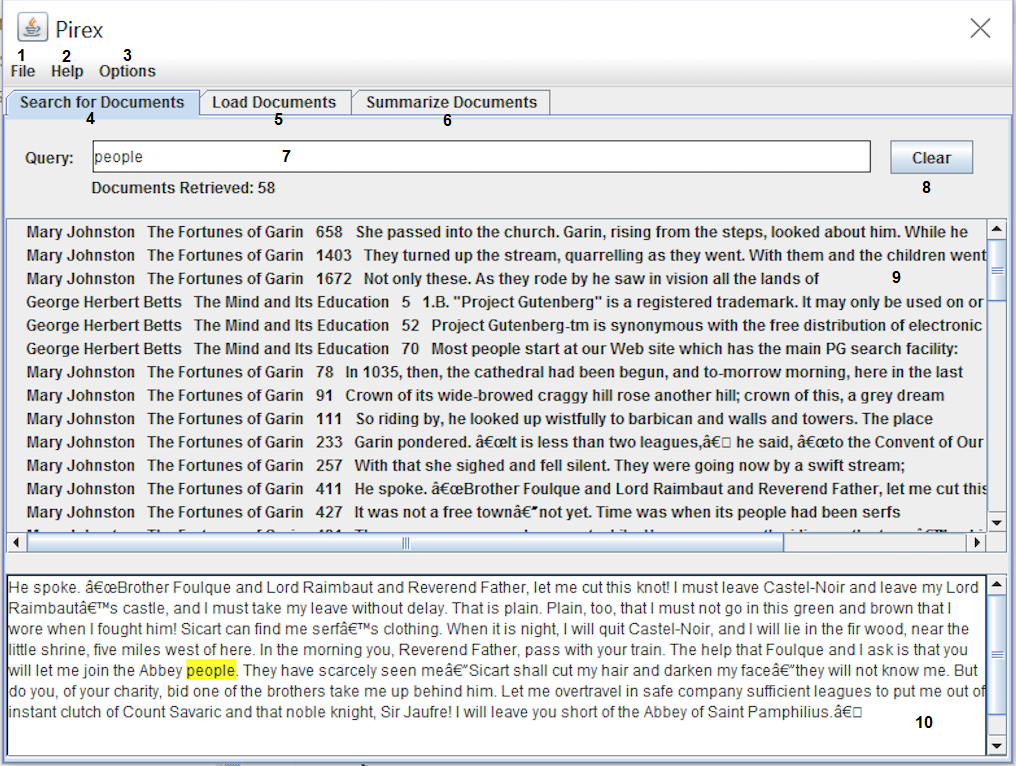 Pirex
1 2 3
File Help Options
Search for Documents Load Documents Summarize Documents
4 5 6
Query: people 7 Clear
Documents Retrieved: 58 8
Mary Johnston The Fortunes of Garin 658 She passed into the church. Garin, rising from the steps, looked about him. While he
Mary Johnston The Fortunes of Garin 1403 They turned up the stream, quarrelling as they went. With them and the children went
Mary Johnston The Fortunes of Garin 1672 Not only these. As they rode by he saw in vision all the lands of 9
George Herbert Betts The Mind and Its Education 5 1.B. "Project Gutenberg" is a registered trademark. It may only be used on or
George Herbert Betts The Mind and Its Education 52 Project Gutenberg-tm is synonymous with the free distribution of electronic
George Herbert Betts The Mind and Its Education 70 Most people start at our Web site which has the main PG search facility:
Mary Johnston The Fortunes of Garin 78 In 1035, then, the cathedral had been begun, and to-morrow morning, here in the last
Mary Johnston The Fortunes of Garin 91 Crown of its wide-browed craggy hill rose another hill; crown of this, a grey dream
Mary Johnston The Fortunes of Garin 111 So riding by, he looked up wistfully to barbican and walls and towers. The place
Mary Johnston The Fortunes of Garin 233 Garin pondered. “It is less than two leagues,â€□ he said, “to the Convent of Our
Mary Johnston The Fortunes of Garin 257 With that she sighed and fell silent. They were going now by a swift stream;
Mary Johnston The Fortunes of Garin 411 He spoke. “Brother Foulque and Lord Raimbaut and Reverend Father, let me cut this
Mary Johnston The Fortunes of Garin 427 It was not a free townâ€"not yet. Time was when its people had been serfs
He spoke. “Brother Foulque and Lord Raimbaut and Reverend Father, let me cut this knot! I must leave Castel-Noir and leave my Lord
Raimbaut’s castle, and I must take my leave without delay. That is plain. Plain, too, that I must not go in this green and brown that I
wore when I fought him! Sicart can find me serf’s clothing. When it is night, I will quit Castel-Noir, and I will lie in the fir wood, near the
little shrine, five miles west of here. In the morning you, Reverend Father, pass with your train. The help that Foulque and I ask is that you
will let me join the Abbey people. They have scarcely seen meâ€"Sicart shall cut my hair and darken my faceâ€"they will not know me. But
do you, of your charity, bid one of the brothers take me up behind him. Let me overtravel in safe company sufficient leagues to put me out of
instant clutch of Count Savaric and that noble knight, Sir Jaufre! I will leave you short of the Abbey of Saint Pamphilius.â€□
10